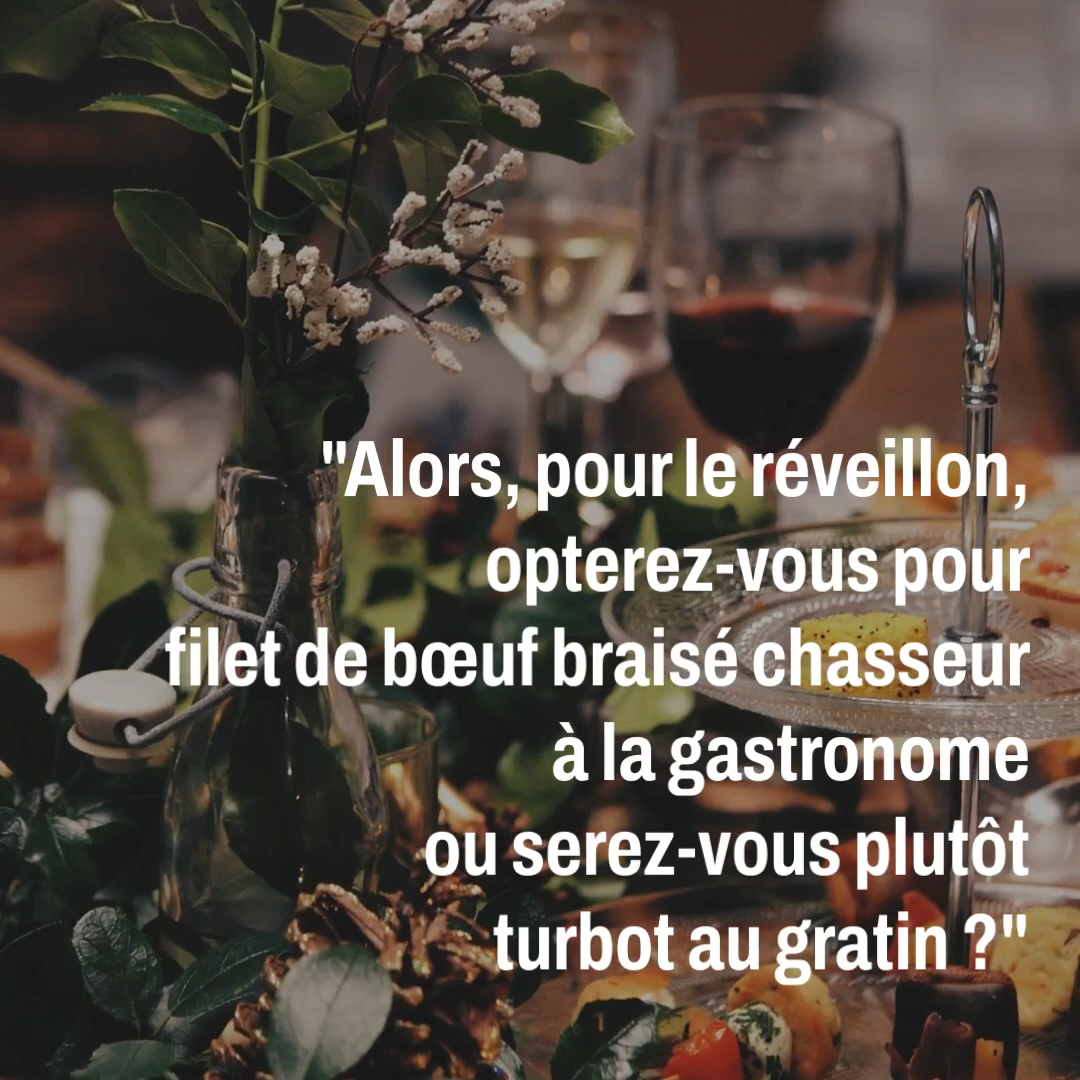 "Alors, pour le réveillon,
opterez-vous pour
filet de bœuf braisé chasseur
à la gastronome
ou serez-vous plutôt
turbot au gratin ?"